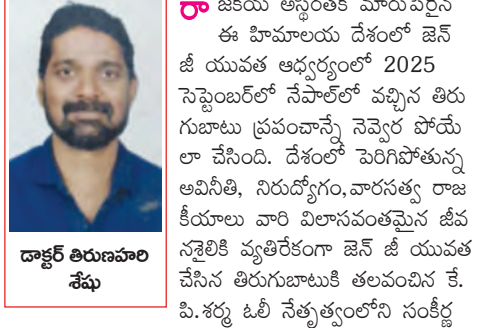 రా జకీయ అస్థిరతకు మారుపేరైన
ఈ హిమాలయ దేశంలో జెన్
జీ యువత ఆధ్వర్యంలో 2025
సెప్టెంబర్‌లో నేపాల్‌లో వచ్చిన తిరు
గుబాటు ప్రపంచాన్నే నెవ్వెర పోయే
లా చేసింది. దేశంలో పెరిగిపోతున్న
అవినీతి, నిరుద్యోగం,వారసత్వ రాజ
కీయాలు వారి విలాసవంతమైన జీవ
నశైలికి వ్యతిరేకంగా జెన్ జీ యువత
చేసిన తిరుగుబాటుకి తలవంచిన కే.
పి.శర్మ ఓలీ నేతృత్వంలోని సంకీర్ణ
డాక్టర్ తిరుణహరి
శేషు